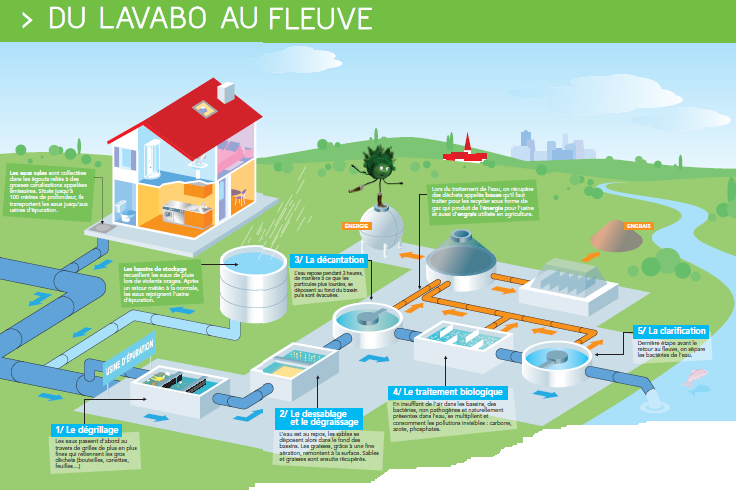 > DU LAVABO AU FLEUVE
Les eaux sales sont collectées
dans les égouts reliés à des
grosses canalisations appelées
émissaires. Situés jusqu'à
100 mètres de profondeur, ils
transportent les eaux jusqu'aux
usines d'épuration.
Les bassins de stockage
recueillent les eaux de pluie
lors de violents orages. Après
un retour météo à la normale,
les eaux rejoignent l'usine
d'épuration.
Lors du traitement de l'eau, on récupère
des déchets appelés boues qu'il faut
traiter pour les recycler sous forme de
gaz qui produit de l'énergie pour l'usine
et aussi d'engrais utilisés en agriculture.
ÉNERGIE
ENGRAIS
USINE D'ÉPURATION
1/ Le dégrillage
Les eaux passent d'abord au
travers de grilles de plus en plus
fines qui retiennent les gros
déchets (bouteilles, canettes,
feuilles...)
2/ Le dessablage
et le dégraissage
L'eau est au repos, les sables se
déposent alors dans le fond des
bassins. Les graisses, grâce à une fine
aération, remontent à la surface. Sables
et graisses sont ensuite récupérés.
3/ La décantation
L'eau repose pendant 3 heures,
de manière à ce que les
particules plus lourdes, se
déposent au fond du bassin
puis sont évacuées.
4/ Le traitement biologique
En insufflant de l'air dans les bassins, des
bactéries, non pathogènes et naturellement
présentes dans l'eau, se multiplient et
consomment les pollutions invisibles : carbone,
azote, phosphates.
5/ La clarification
Dernière étape avant le
retour au fleuve, on sépare
les bactéries de l'eau.